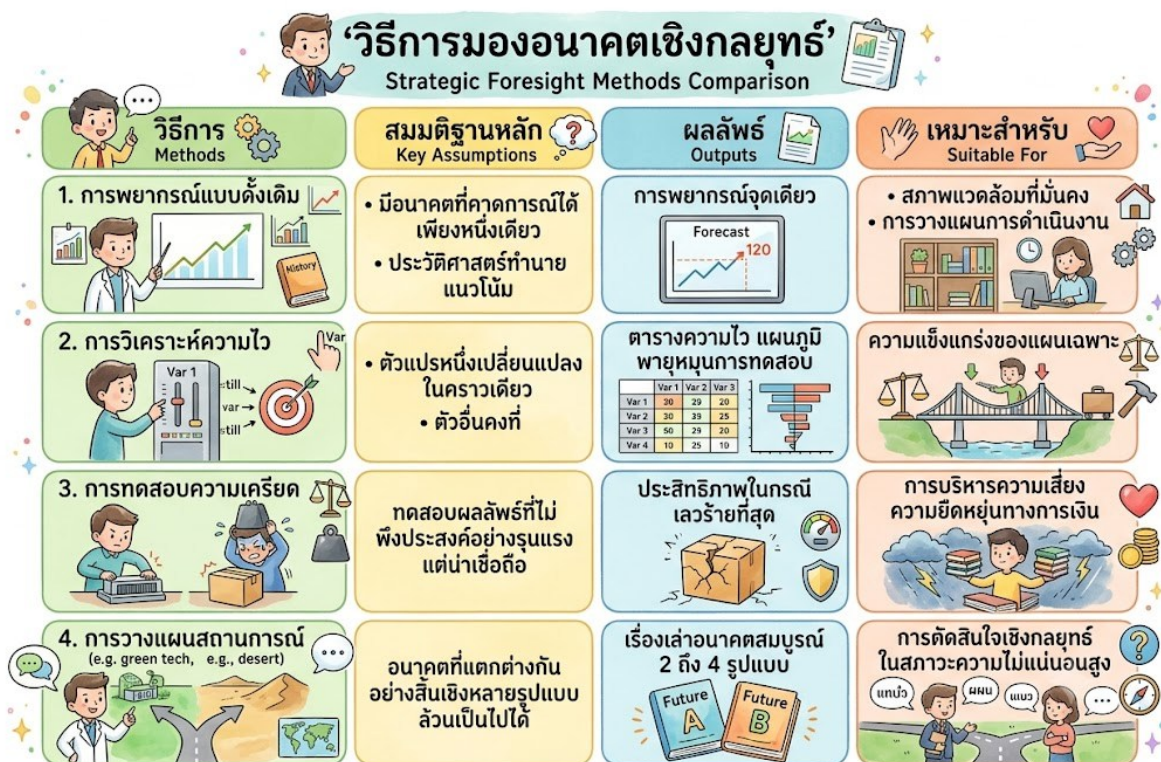 ‘วิธีการมองอนาคตเชิงกลยุทธ์’
Strategic Foresight Methods Comparison
วิธีการ
Methods
สมมติฐานหลัก
Key Assumptions
ผลลัพธ์
Outputs
เหมาะสำหรับ
Suitable For
1. การพยากรณ์แบบดั้งเดิม
History
• มีอนาคตที่คาดการณ์ได้
เพียงหนึ่งเดียว
• ประวัติศาสตร์ทำนาย
แนวโน้ม
การพยากรณ์จุดเดียว
Forecast
120
• สภาพแวดล้อมที่มั่นคง
• การวางแผนการดำเนินงาน
2. การวิเคราะห์ความไว
Var
Var 1
still
var
still
• ตัวแปรหนึ่งเปลี่ยนแปลง
ในคราวเดียว
• ตัวอื่นคงที่
ตารางความไว แผนภูมิ
พายุหมุนการทดสอบ
Var 1 Var 2 Var 3
Var 1 30 29 20
Var 2 30 39 25
Var 3 50 29 20
Var 4 10 25 10
ความแข็งแกร่งของแผนเฉพาะ
3. การทดสอบความเครียด
ทดสอบผลลัพธ์ที่ไม่
พึงประสงค์อย่างรุนแรง
แต่น่าเชื่อถือ
ประสิทธิภาพในกรณี
เลวร้ายที่สุด
การบริหารความเสี่ยง
ความยืดหยุ่นทางการเงิน
4. การวางแผนสถานการณ์
(e.g. green tech, e.g., desert)
อนาคตที่แตกต่างกัน
อย่างสิ้นเชิงหลายรูปแบบ
ล้วนเป็นไปได้
เรื่องเล่าอนาคตสมบูรณ์
2 ถึง 4 รูปแบบ
Future
A
Future
B
การตัดสินใจเชิงกลยุทธ์
ในสภาวะความไม่แน่นอนสูง
ผผน